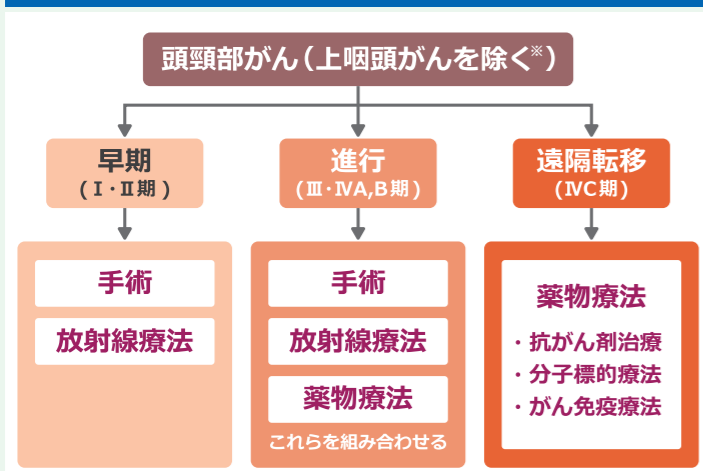 頭頸部がん（上咽頭がんを除く※）
早期
（Ⅰ・Ⅱ期）
進行
（Ⅲ・ⅣA,B期）
遠隔転移
（ⅣC期）
手術
放射線療法
手術
放射線療法
薬物療法
これらを組み合わせる
薬物療法
・抗がん剤治療
・分子標的療法
・がん免疫療法